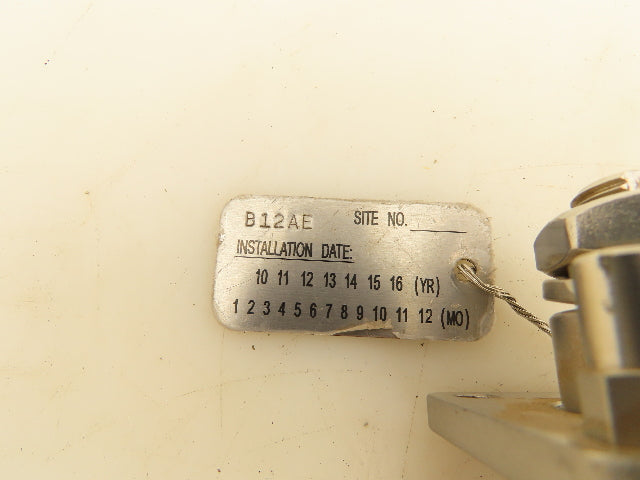 B12AE SITE NO.
INSTALLATION DATE:
10 11 12 13 14 15 16 (YR)
1 2 3 4 5 6 7 8 9 10 11 12 (MO)